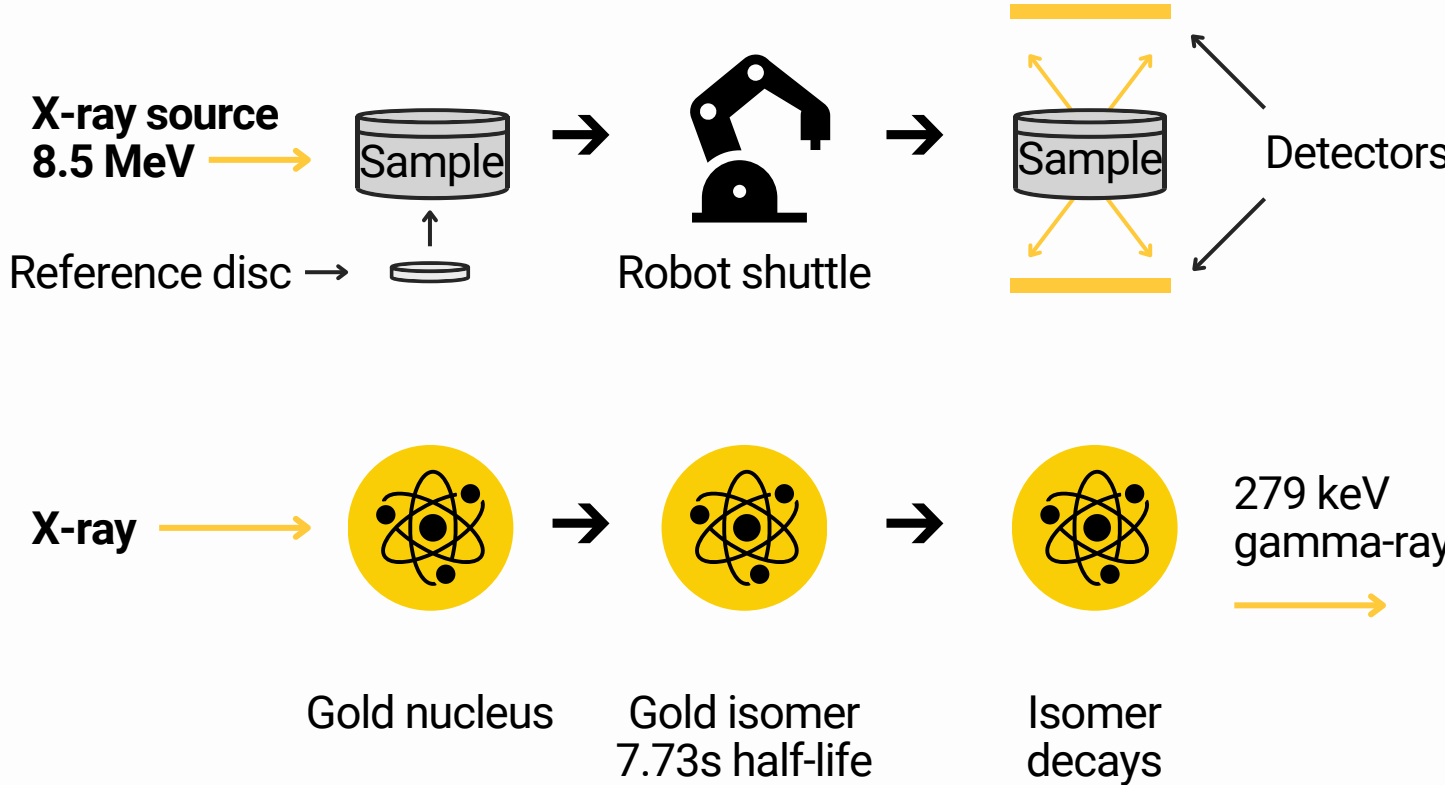 X-ray source
8.5 MeV
Sample
Sample
Detectors
Reference disc
Robot shuttle
X-ray
279 keV
gamma-ray
Gold nucleus
Gold isomer
7.73s half-life
Isomer
decays